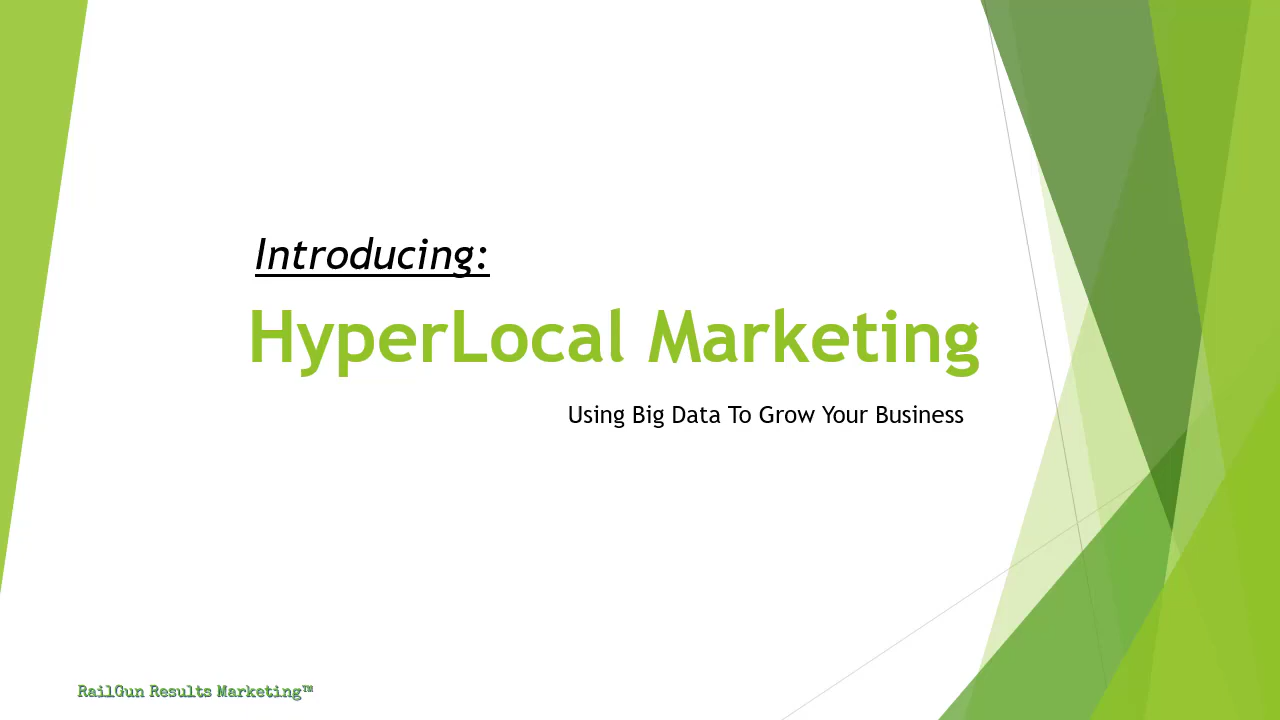 Introducing:
HyperLocal Marketing
Using Big Data To Grow Your Business
RailGun Results Marketing™